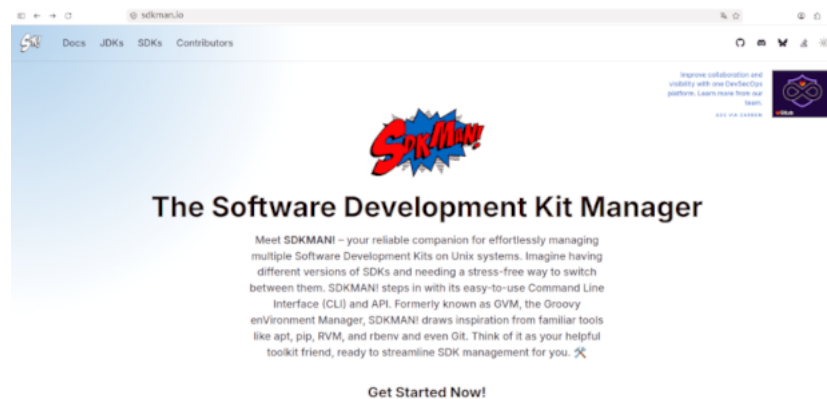 sdkman.io
Docs JDKs SDKs Contributors
Improve collaboration and
visibility with one DevSecOps
platform. Learn more from our
team.
ADS VIA CARBON
GitLab
SDKMAN!
The Software Development Kit Manager
Meet SDKMAN! – your reliable companion for effortlessly managing
multiple Software Development Kits on Unix systems. Imagine having
different versions of SDKs and needing a stress-free way to switch
between them. SDKMAN! steps in with its easy-to-use Command Line
Interface (CLI) and API. Formerly known as GVM, the Groovy
enVironment Manager, SDKMAN! draws inspiration from familiar tools
like apt, pip, RVM, and rbenv and even Git. Think of it as your helpful
toolkit friend, ready to streamline SDK management for you. 🛠️
Get Started Now!